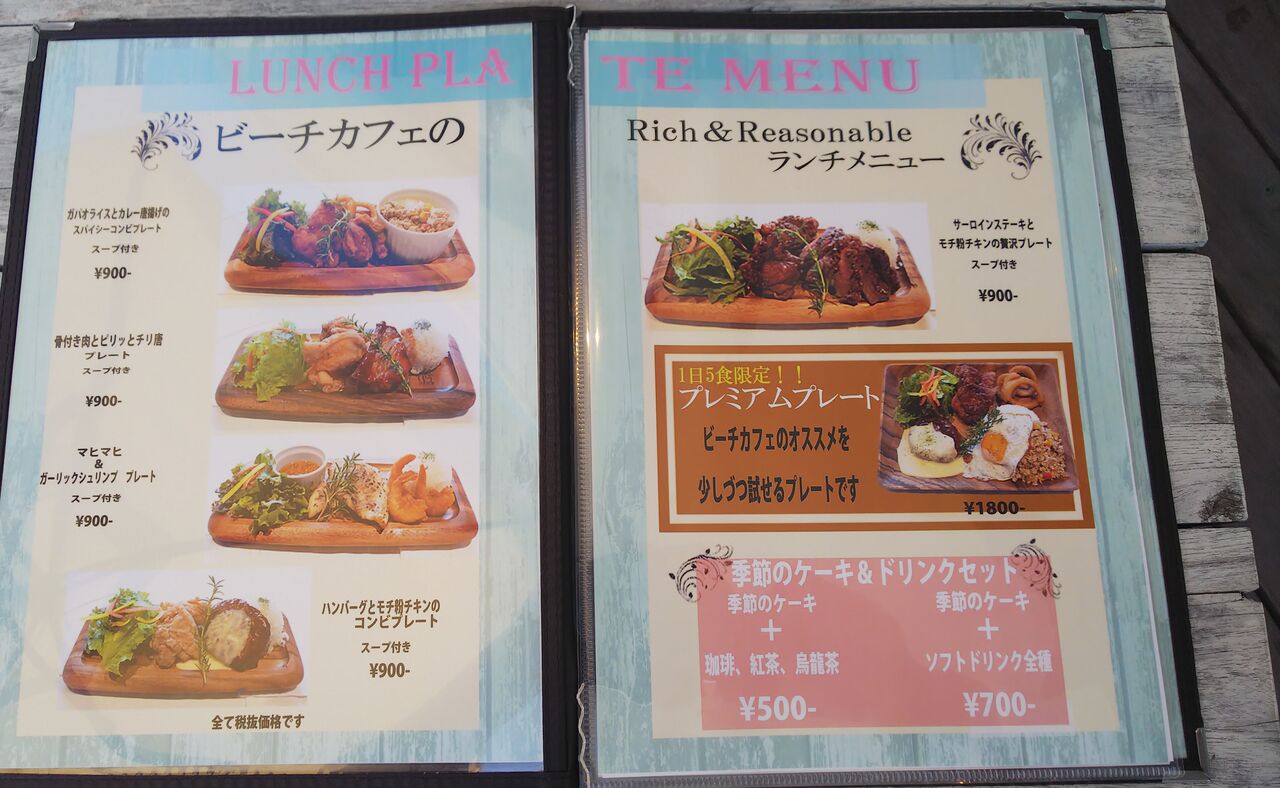 LUNCH PLATE MENU
ビーチカフェの
ガパオライスとカレー唐揚げの
スパイシーコンビプレート
スープ付き
¥900-
骨付き肉とピリッとチリ唐
プレート
スープ付き
¥900-
マヒマヒ
&
ガーリックシュリンプ プレート
スープ付き
¥900-
ハンバーグとモチ粉チキンの
コンビプレート
スープ付き
¥900-
全て税抜価格です
Rich&Reasonable
ランチメニュー
サーロインステーキと
モチ粉チキンの贅沢プレート
スープ付き
¥900-
1日5食限定!!
プレミアムプレート
ビーチカフェのオススメを
少しづつ試せるプレートです
¥1800-
季節のケーキ&ドリンクセット
季節のケーキ
+
珈琲、紅茶、烏龍茶
¥500-
季節のケーキ
+
ソフトドリンク全種
¥700-